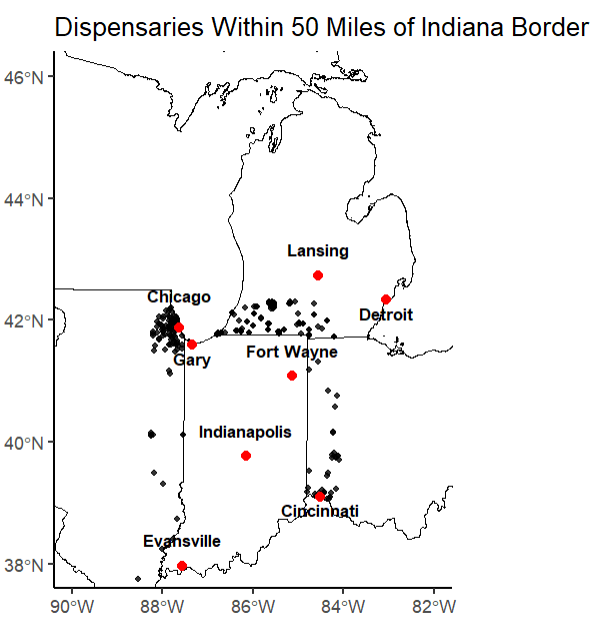 Dispensaries Within 50 Miles of Indiana Border
46°N
44°N
42°N
40°N
38°N
Lansing
Chicago
Detroit
Gary
Fort Wayne
Indianapolis
Cincinnati
Evansville
90°W
88°W
86°W
84°W
82°W